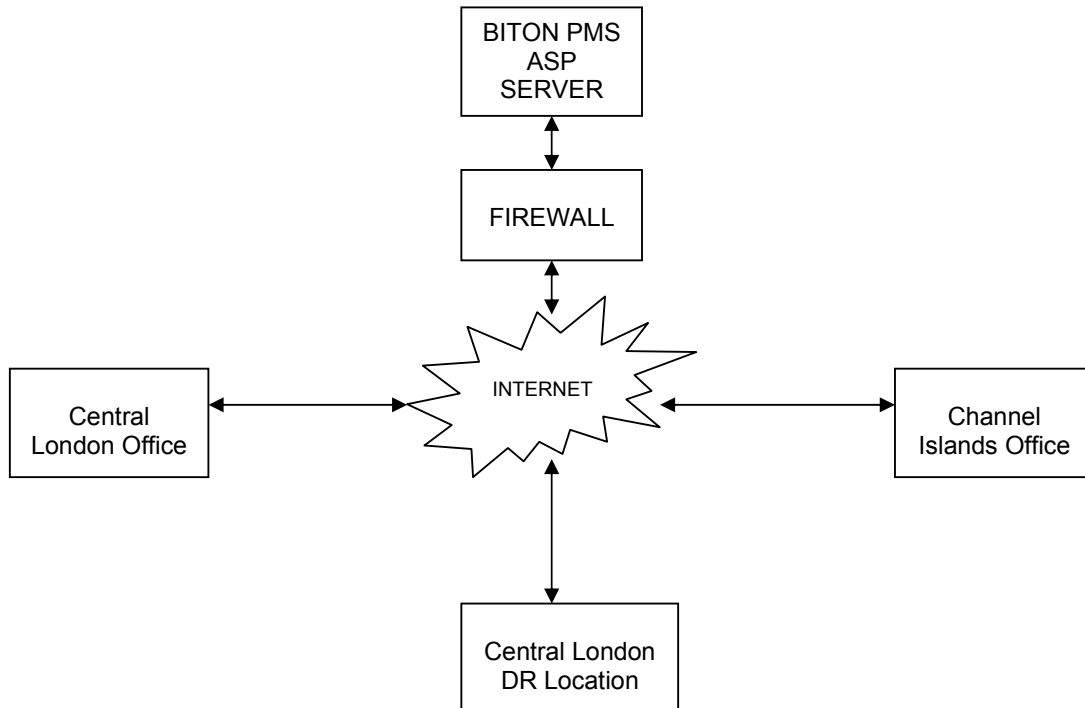 BITON PMS
ASP
SERVER
FIREWALL
INTERNET
Central
London Office
Channel
Islands Office
Central London
DR Location